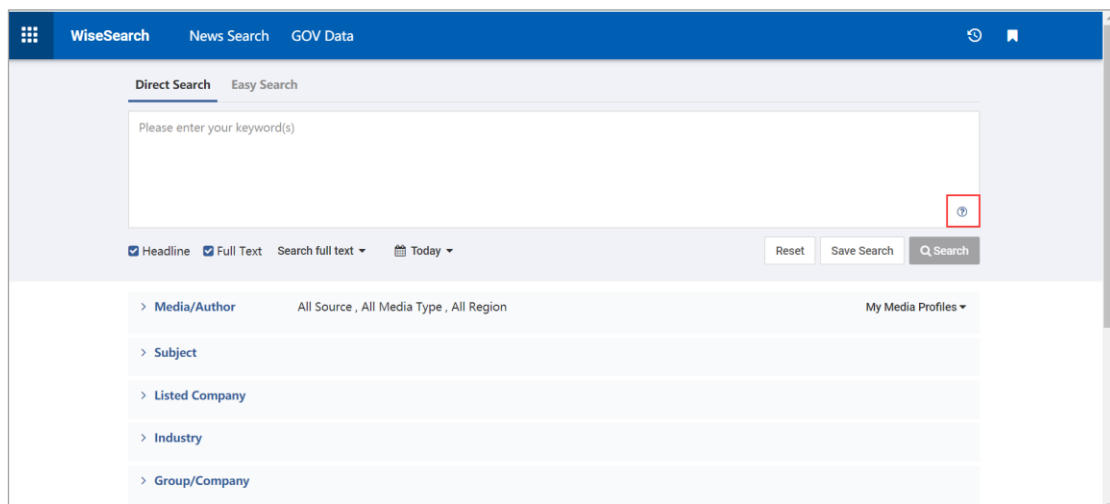 WiseSearch News Search GOV Data
Direct Search Easy Search
Please enter your keyword(s)
Headline Full Text Search full text Today Reset Save Search Search
Media/Author All Source , All Media Type , All Region My Media Profiles
Subject
Listed Company
Industry
Group/Company